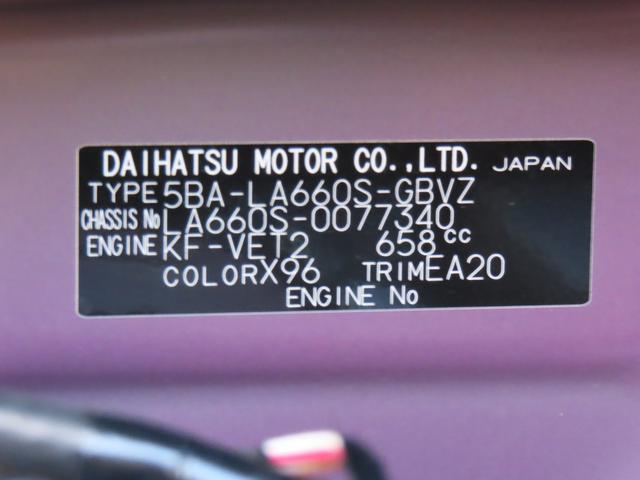 DAIHATSU MOTOR CO.,LTD. JAPAN
TYPE 5BA-LA660S-GBVZ
CHASSIS No LA660S-0077340
ENGINE KF-VET2 658cc
COLOR X96 TRIM EA20
ENGINE No